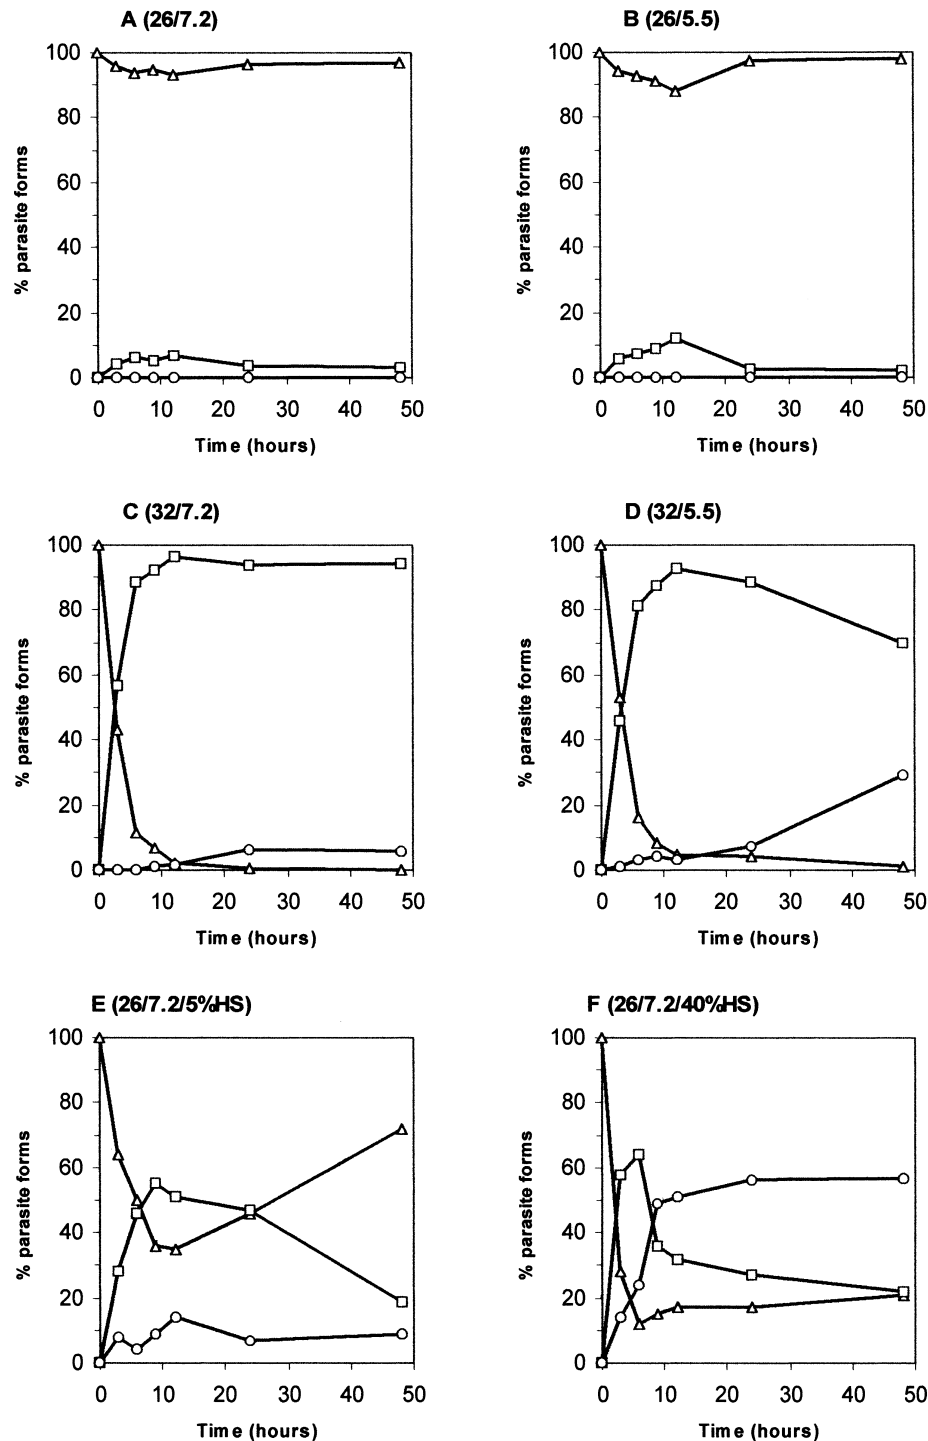 A (26/7.2)
% parasite forms
100
80
60
40
20
0
0 10 20 30 40 50
Time (hours)
B (26/5.5)
% parasite forms
100
80
60
40
20
0
0 10 20 30 40 50
Time (hours)
C (32/7.2)
% parasite forms
100
80
60
40
20
0
0 10 20 30 40 50
Time (hours)
D (32/5.5)
% parasite forms
100
80
60
40
20
0
0 10 20 30 40 50
Time (hours)
E (26/7.2/5%HS)
% parasite forms
100
80
60
40
20
0
0 10 20 30 40 50
Time (hours)
F (26/7.2/40%HS)
% parasite forms
100
80
60
40
20
0
0 10 20 30 40 50
Time (hours)